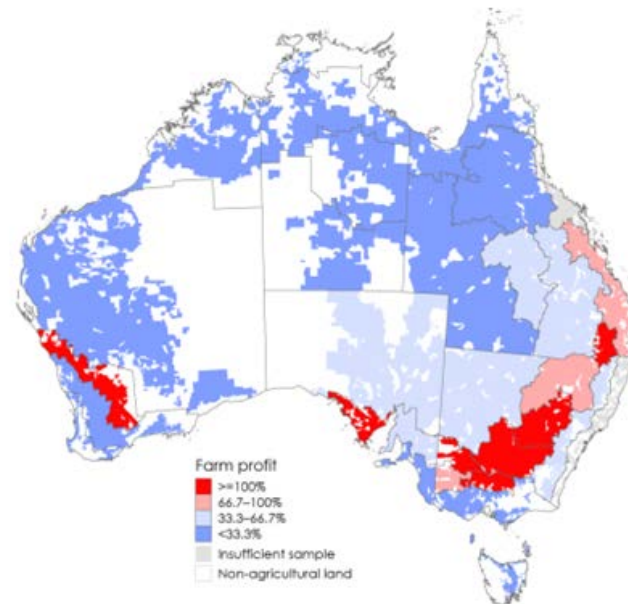 Farm profit
>=100%
66.7–100%
33.3–66.7%
<33.3%
Insufficient sample
Non-agricultural land